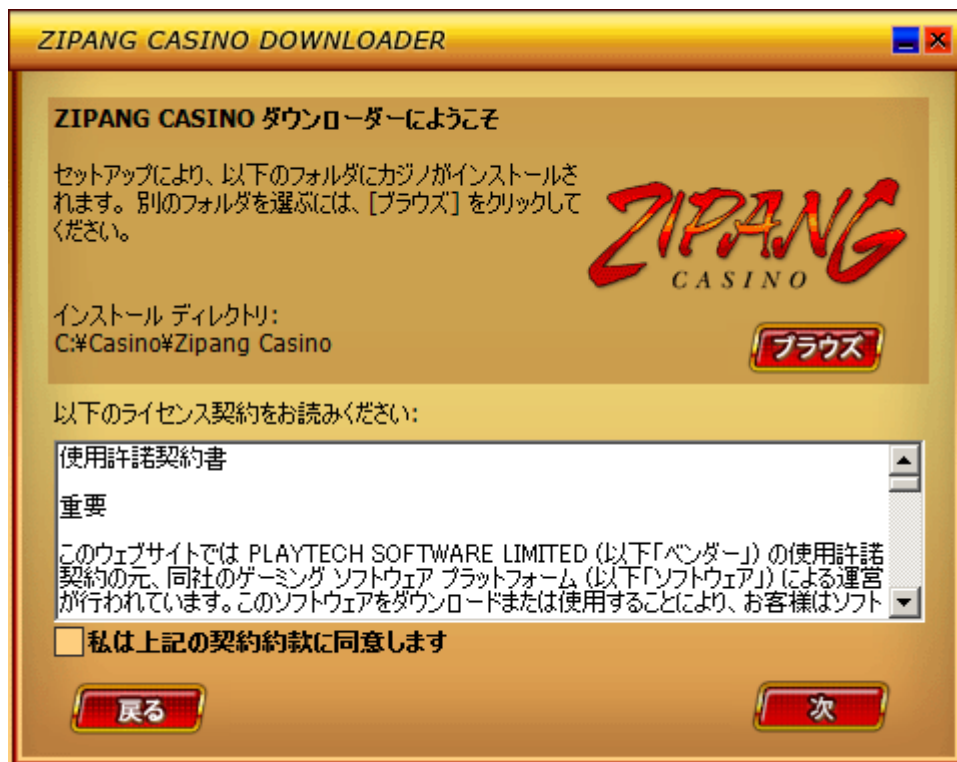 ZIPANG CASINO DOWNLOADER
ZIPANG CASINO ダウンローダーにようこそ
セットアップにより、以下のフォルダにカジノがインストールさ
れます。別のフォルダを選ぶには、[ブラウズ] をクリックして
ください。
ZIPANG
CASINO
インストール ディレクトリ:
C:¥Casino¥Zipang Casino
ブラウズ
以下のライセンス契約をお読みください:
使用許諾契約書
重要
このウェブサイトでは PLAYTECH SOFTWARE LIMITED (以下「ベンダー」) の使用許諾
契約の元、同社のゲーミング ソフトウェア プラットフォーム (以下「ソフトウェア」) による運営
が行われています。このソフトウェアをダウンロードまたは使用することにより、お客様はソフト
私は上記の契約約款に同意します
戻る
次